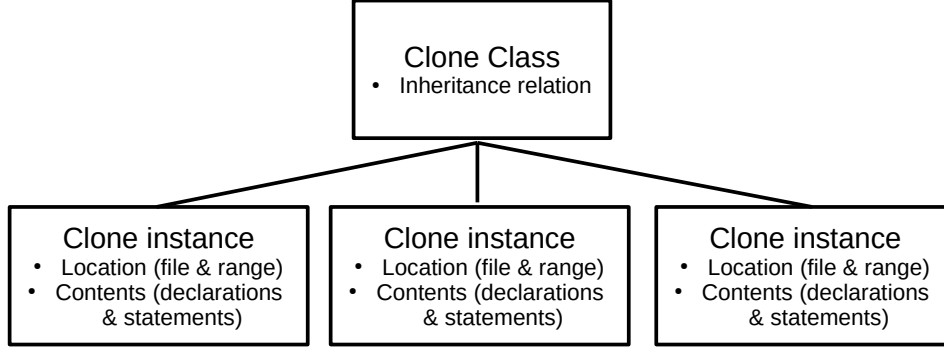 Clone Class
• Inheritance relation
Clone instance
• Location (file & range)
• Contents (declarations
& statements)
Clone instance
• Location (file & range)
• Contents (declarations
& statements)
Clone instance
• Location (file & range)
• Contents (declarations
& statements)